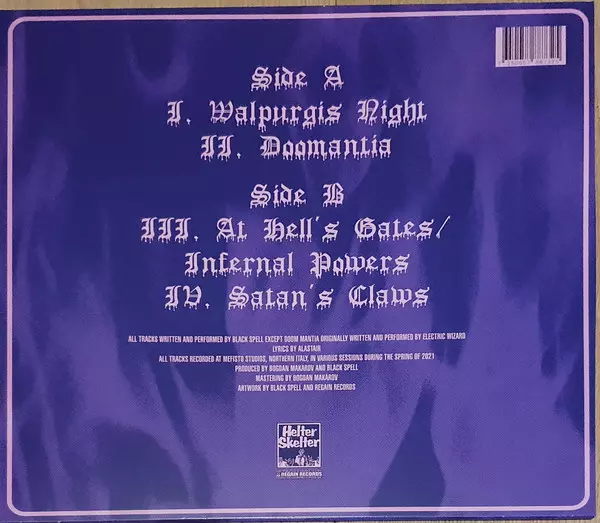 Side A
I. Walpurgis Night
II. Doomantia
Side B
III. At Hell's Gates/
Infernal Powers
IV. Satan's Claws
ALL TRACKS WRITTEN AND PERFORMED BY BLACK SPELL EXCEPT DOOM MANTIA ORIGINALLY WRITTEN AND PERFORMED BY ELECTRIC WIZARD
LYRICS BY ALASTAIR
ALL TRACKS RECORDED AT MEFISTO STUDIOS, NORTHERN ITALY, IN VARIOUS SESSIONS DURING THE SPRING OF 2021
PRODUCED BY BOGDAN MAKAROV AND BLACK SPELL
MASTERING BY BOGDAN MAKAROV
ARTWORK BY BLACK SPELL AND REGAIN RECORDS
Helter
Skelter
REGAIN RECORDS